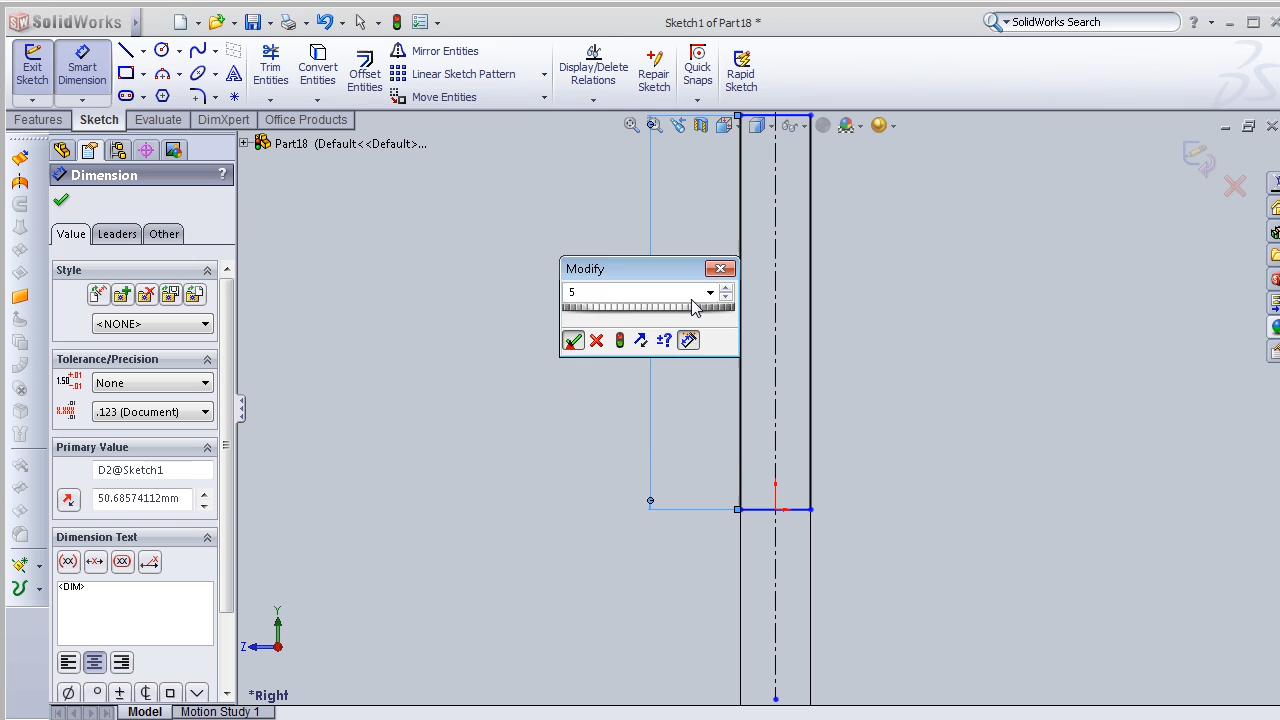 SolidWorks
Sketch1 of Part18 *
SolidWorks Search
?
Exit Sketch
Smart Dimension
Trim Entities
Convert Entities
Offset Entities
Mirror Entities
Linear Sketch Pattern
Move Entities
Display/Delete Relations
Repair Sketch
Quick Snaps
Rapid Sketch
Features
Sketch
Evaluate
DimXpert
Office Products
Part18 (Default<<Default>...
Dimension
?
Value
Leaders
Other
Style
<NONE>
Tolerance/Precision
None
.123 (Document)
Primary Value
D2@Sketch1
50.68574112mm
Dimension Text
<DIM>
Modify
5
±?
Y
Z
*Right
Model
Motion Study 1